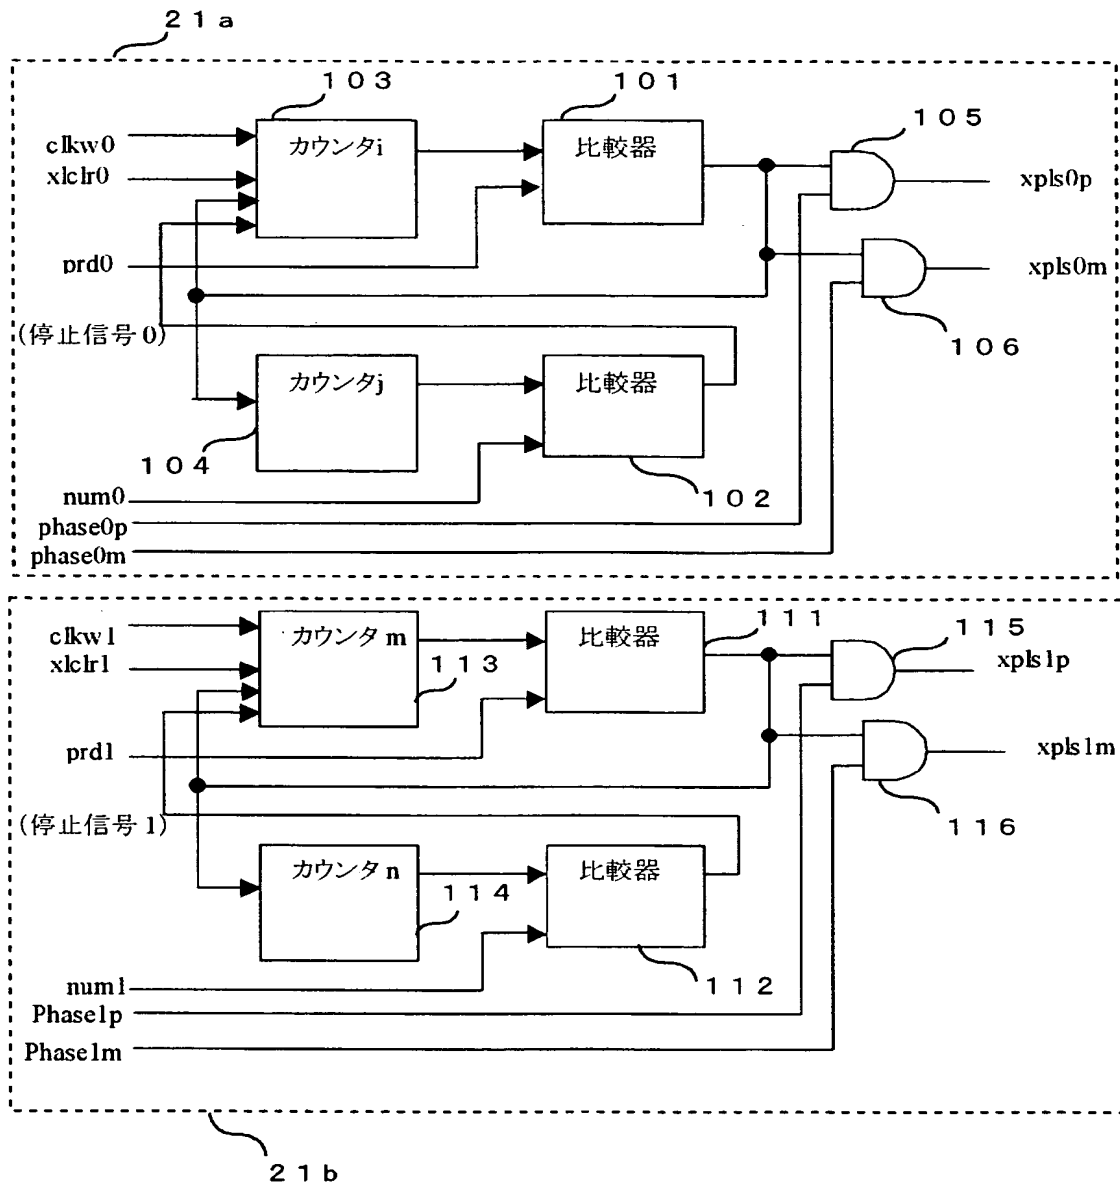 21a
103
101
105
clkw0
xlclr0
カウンタi
比較器
xpls0p
xpls0m
prd0
106
(停止信号0)
カウンタj
比較器
104
102
num0
phase0p
phase0m
clkw1
xlclr1
カウンタm
比較器
111
115
113
xpls1p
xpls1m
prd1
116
(停止信号1)
カウンタn
比較器
114
112
num1
Phase1p
Phase1m
21b